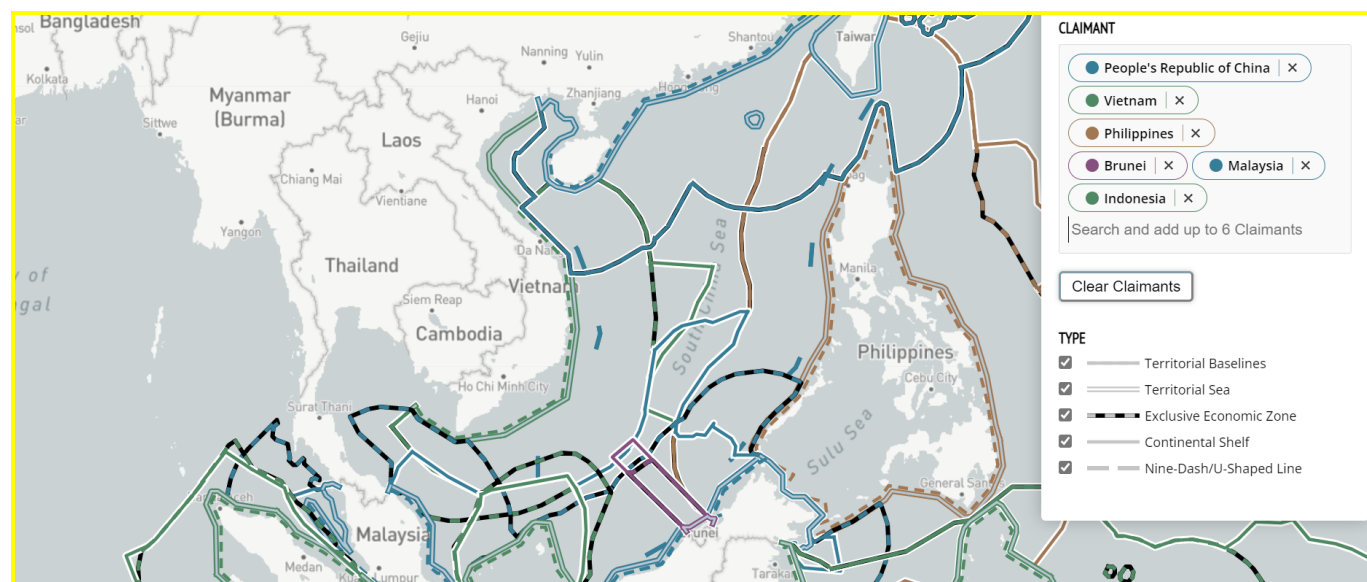 Bangladesh
Gejiu
Nanning
Yulin
Shantou
Taiwan
Kolkata
Myanmar
(Burma)
Hanoi
Zhanjiang
Sittwe
Laos
Chiang Mai
Vientiane
Yangon
Da Nang
Thailand
Vietnam
Manila
South China Sea
Siem Reap
Cambodia
Philippines
Cebu City
Ho Chi Minh City
Surat Thani
Sulu Sea
General San
Malaysia
Medan
Taraka
CLAIMANT
People's Republic of China ✕
Vietnam ✕
Philippines ✕
Brunei ✕ Malaysia ✕
Indonesia ✕
Search and add up to 6 Claimants
Clear Claimants
TYPE
Territorial Baselines
Territorial Sea
Exclusive Economic Zone
Continental Shelf
Nine-Dash/U-Shaped Line